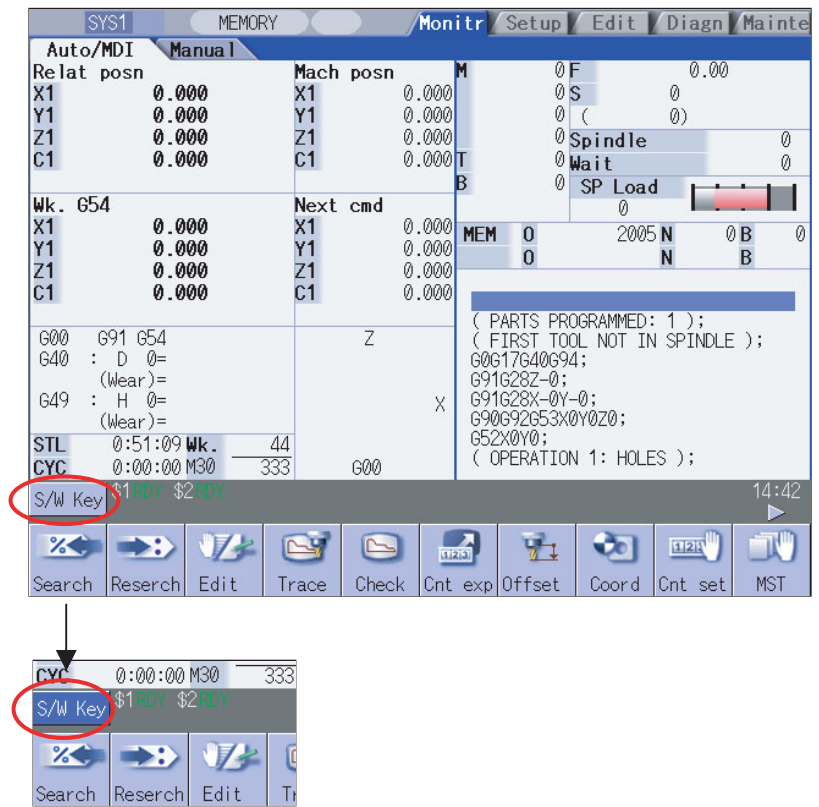 SYS1 MEMORY Monitr Setup Edit Diagn Mainte
Auto/MDI Manual
Relat posn
X1 0.000
Y1 0.000
Z1 0.000
C1 0.000
Mach posn
X1 0.000
Y1 0.000
Z1 0.000
C1 0.000
M 0
0
0
0
T 0
B 0
F 0.00
S 0
( 0)
Spindle 0
Wait 0
SP Load
0
Wk. G54
X1 0.000
Y1 0.000
Z1 0.000
C1 0.000
Next cmd
X1 0.000
Y1 0.000
Z1 0.000
C1 0.000
MEM O 2005 N 0 B 0
O N B
( PARTS PROGRAMMED: 1 );
( FIRST TOOL NOT IN SPINDLE );
G0G17G40G94;
G91G28Z-0;
G91G28X-0Y-0;
G90G92G53X0Y0Z0;
G52X0Y0;
( OPERATION 1: HOLES );
G00 G91 G54
G40 : D 0=
(Wear)=
G49 : H 0=
(Wear)=
Z
X
G00
STL 0:51:09 Wk. 44
CYC 0:00:00 M30 333
S/W Key $1RDY $2RDY 14:42
Search Reserch Edit Trace Check Cnt exp Offset Coord Cnt set MST
CYC 0:00:00 M30 333
S/W Key $1RDY $2RDY
Search Reserch Edit